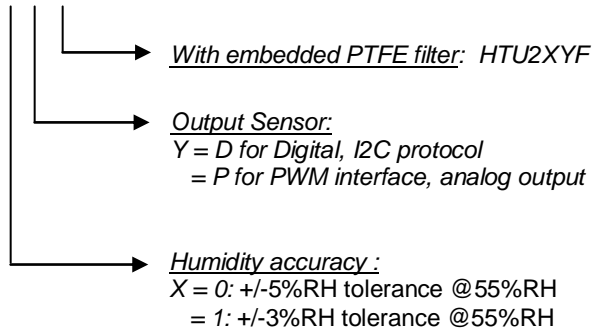 With embedded PTFE filter: HTU2XYF
Output Sensor:
Y = D for Digital, I2C protocol
= P for PWM interface, analog output
Humidity accuracy :
X = 0: +/-5%RH tolerance @55%RH
= 1: +/-3%RH tolerance @55%RH